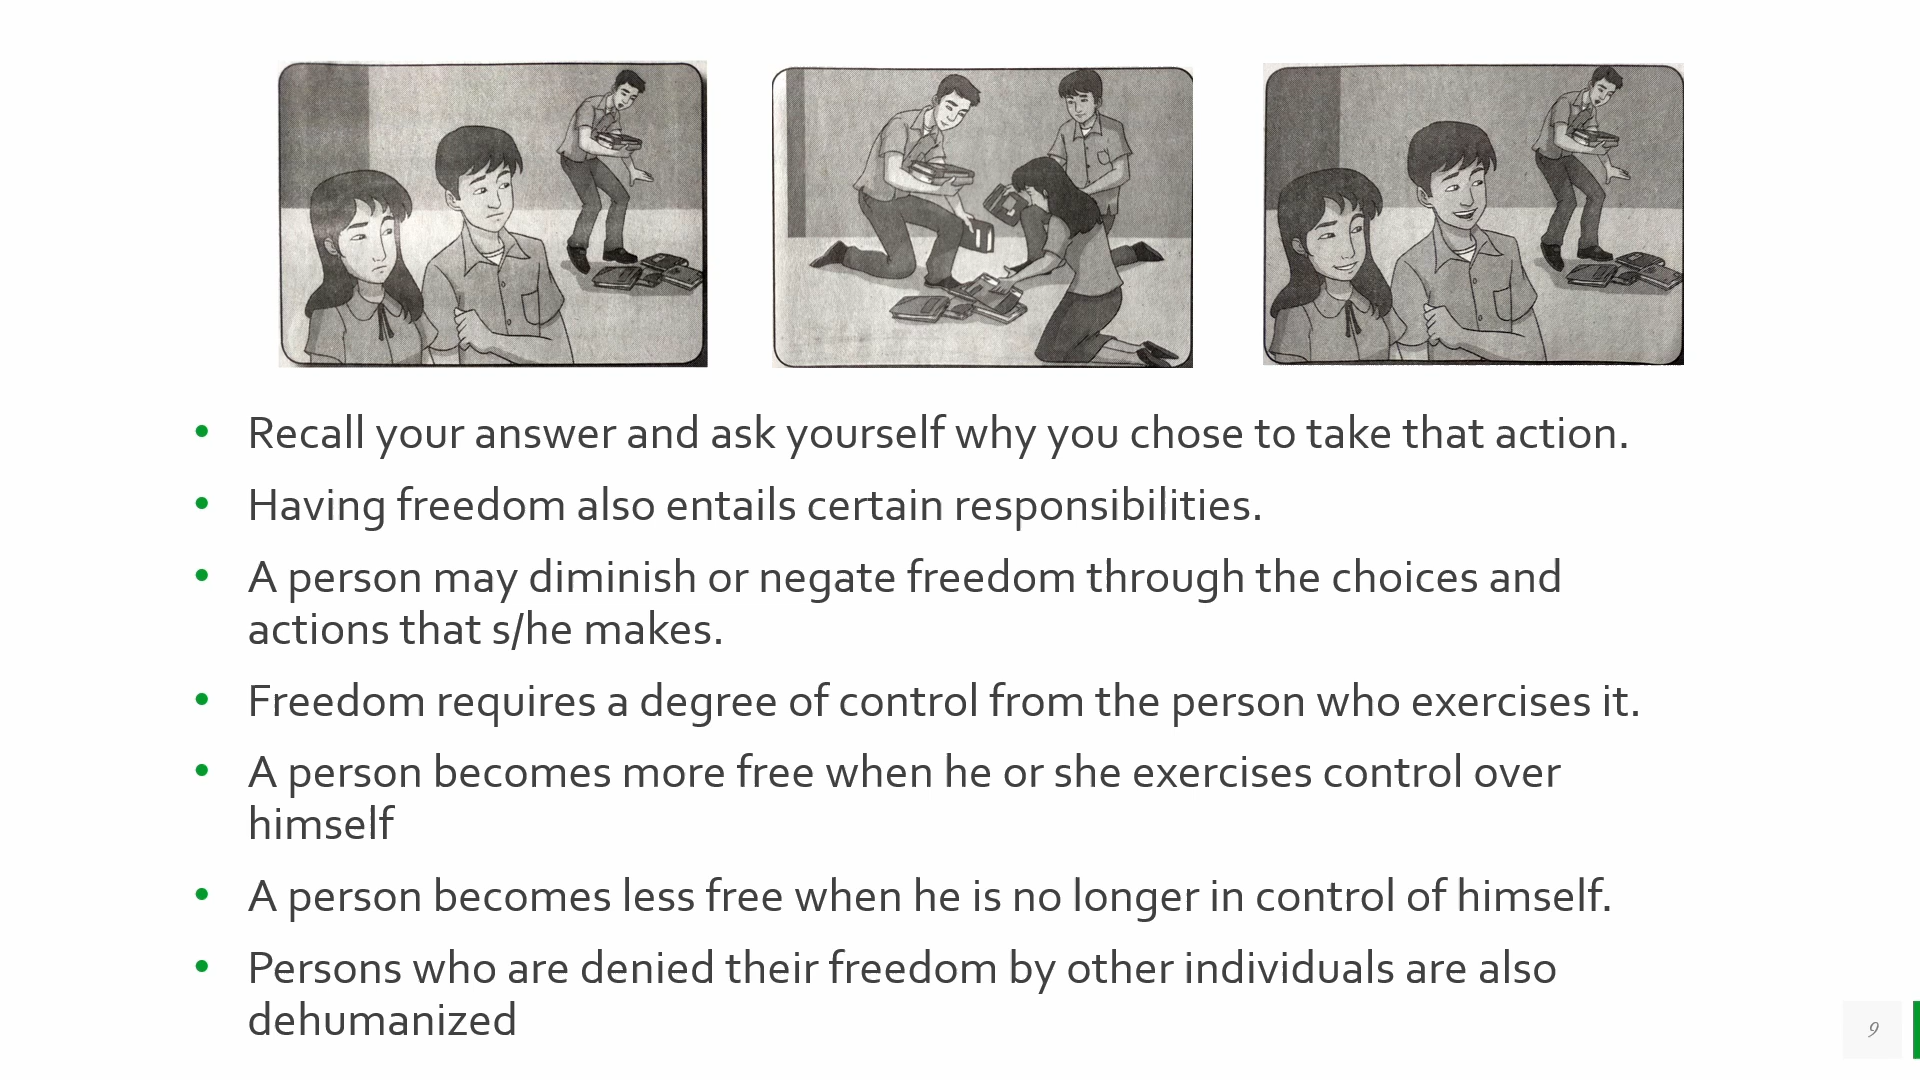 • Recall your answer and ask yourself why you chose to take that action.
• Having freedom also entails certain responsibilities.
• A person may diminish or negate freedom through the choices and
actions that s/he makes.
• Freedom requires a degree of control from the person who exercises it.
• A person becomes more free when he or she exercises control over
himself
• A person becomes less free when he is no longer in control of himself.
• Persons who are denied their freedom by other individuals are also
dehumanized
9